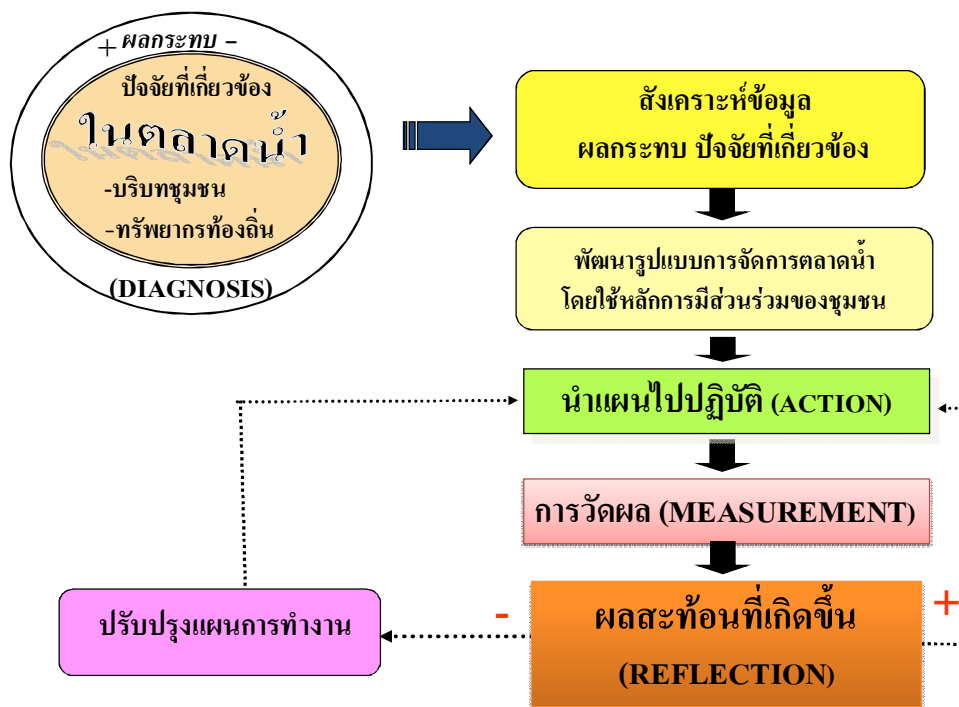 + ผลกระทบ -
ปัจจัยที่เกี่ยวข้อง
ในตลาดน้ำ
-บริบทชุมชน
-ทรัพยากรท้องถิ่น
(DIAGNOSIS)
สังเคราะห์ข้อมูล
ผลกระทบ ปัจจัยที่เกี่ยวข้อง
พัฒนารูปแบบการจัดการตลาดน้ำ
โดยใช้หลักการมีส่วนร่วมของชุมชน
นำแผนไปปฏิบัติ (ACTION)
การวัดผล (MEASUREMENT)
ผลสะท้อนที่เกิดขึ้น
(REFLECTION)
-
+
ปรับปรุงแผนการทำงาน